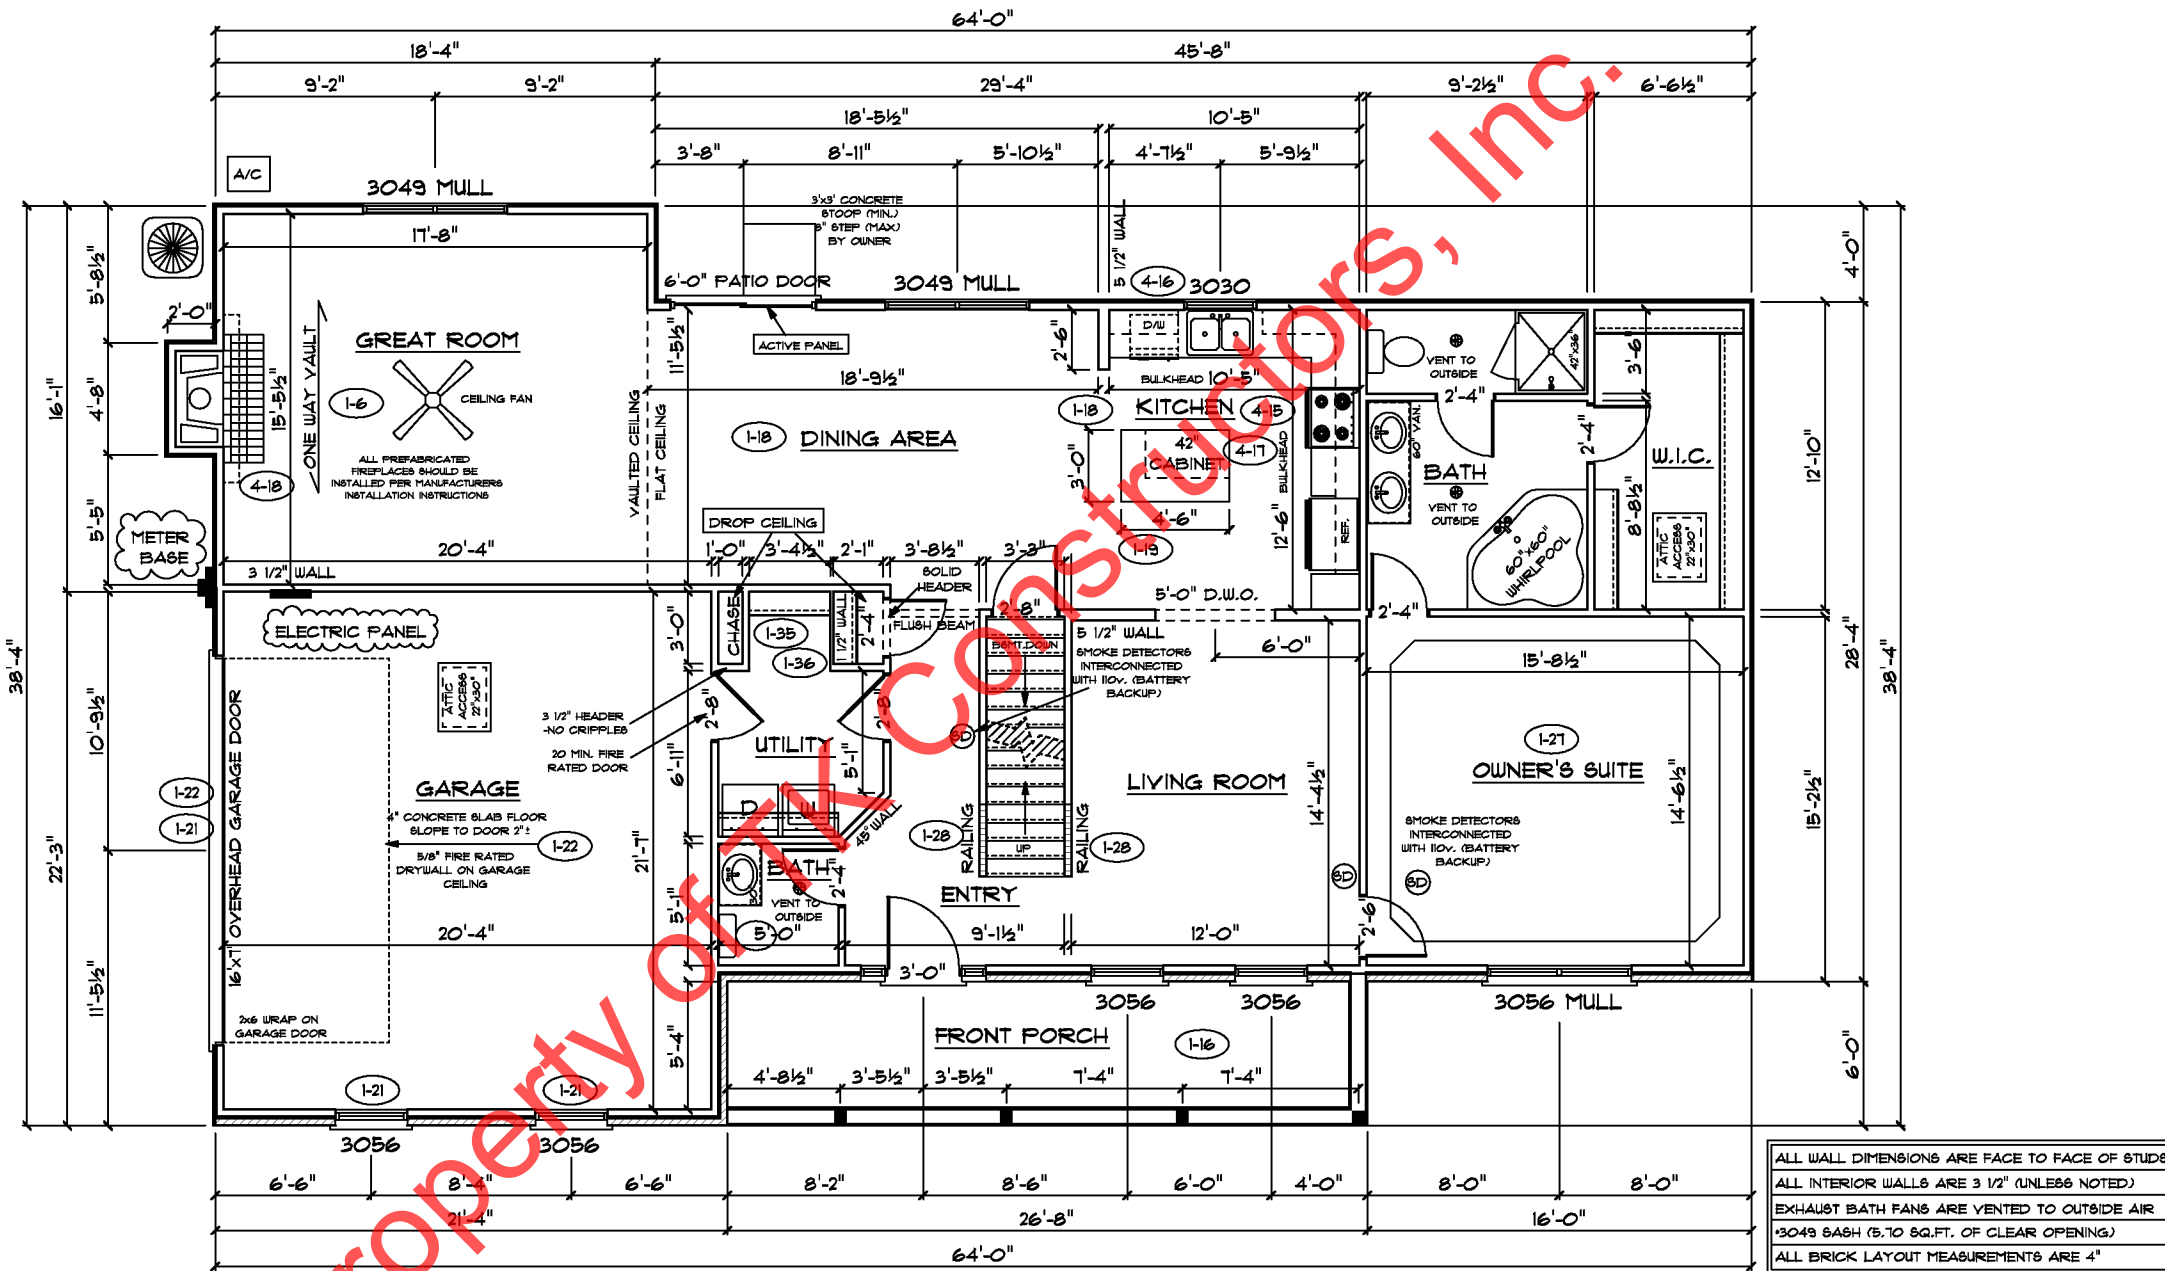 64'-0"
18'-4"
45'-8"
9'-2"
9'-2"
29'-4"
9'-2½"
6'-6½"
18'-5½"
10'-5"
3'-8"
8'-11"
5'-10½"
4'-7½"
5'-9½"
A/C
3049 MULL
3'x3' CONCRETE
STOOP (MIN.)
8" STEP (MAX)
BY OWNER
5 1/2" WALL
17'-8"
6'-0" PATIO DOOR
3049 MULL
4-16
3030
4'-0"
5'-8½"
2'-0"
GREAT ROOM
ONE WAY VAULT
15'-5½"
1-6
CEILING FAN
ACTIVE PANEL
11'-5½"
2'-6"
D/W
VENT TO
OUTSIDE
42"x36"
3'-6"
16'-1"
4'-8"
18'-9½"
BULKHEAD
10'-5"
2'-4"
VAULTED CEILING
FLAT CEILING
1-18
DINING AREA
1-18
KITCHEN
4-15
60" VAN.
2'-4"
12'-10"
ALL PREFABRICATED
FIREPLACES SHOULD BE
INSTALLED PER MANUFACTURERS
INSTALLATION INSTRUCTIONS
4-18
3'-0"
42"
CABINET
4-17
BULKHEAD
BATH
W.I.C.
5'-5"
METER
BASE
DROP CEILING
4'-6"
12'-6"
REF.
VENT TO
OUTSIDE
8'-8½"
60"x60"
WHIRLPOOL
ATTIC
ACCESS
22"x30"
20'-4"
1'-0"
3'-4½"
2'-1"
3'-8½"
3'-3"
1-19
3 1/2" WALL
SOLID
HEADER
5'-0" D.W.O.
2'-4"
2'-8"
FLUSH BEAM
ELECTRIC PANEL
3'-0"
CHASE
1-35
1-36
2'-4"
5 1/2" WALL
BSMT. DOWN
SMOKE DETECTORS
INTERCONNECTED
WITH 110v. (BATTERY
BACKUP)
6'-0"
15'-8½"
28'-4"
38'-4"
38'-4"
ATTIC
ACCESS
22"x30"
3 1/2" HEADER
-NO CRIPPLES
20 MIN. FIRE
RATED DOOR
2'-8"
2'-8"
SD
10'-9½"
6'-11"
UTILITY
5'-1"
LIVING ROOM
14'-4½"
1-27
OWNER'S SUITE
14'-6½"
15'-2½"
1-22
1-21
16'x7' OVERHEAD GARAGE DOOR
GARAGE
4" CONCRETE SLAB FLOOR
SLOPE TO DOOR 2"±
1-22
5/8" FIRE RATED
DRYWALL ON GARAGE
CEILING
21'-7"
D
W
45° WALL
1-28
RAILING
UP
RAILING
1-28
SMOKE DETECTORS
INTERCONNECTED
WITH 110v. (BATTERY
BACKUP)
SD
SD
22'-3"
BATH
2'-4"
30"
VENT TO
OUTSIDE
5'-1"
ENTRY
2'-6"
20'-4"
5'-0"
9'-1½"
12'-0"
11'-5½"
3'-0"
3056
3056
3056 MULL
2x6 WRAP ON
GARAGE DOOR
5'-4"
FRONT PORCH
1-16
6'-0"
4'-8½"
3'-5½"
3'-5½"
7'-4"
7'-4"
1-21
1-21
3056
3056
6'-6"
8'-4"
6'-6"
8'-2"
8'-6"
6'-0"
4'-0"
8'-0"
8'-0"
21'-4"
26'-8"
16'-0"
64'-0"
ALL WALL DIMENSIONS ARE FACE TO FACE OF STUDS
ALL INTERIOR WALLS ARE 3 1/2" (UNLESS NOTED)
EXHAUST BATH FANS ARE VENTED TO OUTSIDE AIR
*3049 SASH (5.70 SQ.FT. OF CLEAR OPENING)
ALL BRICK LAYOUT MEASUREMENTS ARE 4"
Property of TK Constructors, Inc.